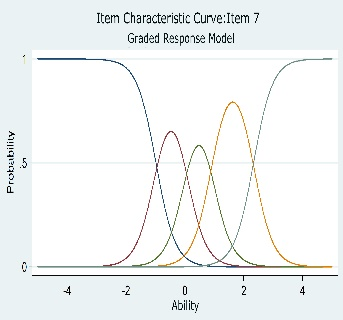 Item Characteristic Curve:Item 7
Graded Response Model
Probability
1
.5
0
-4 -2 0 2 4
Ability